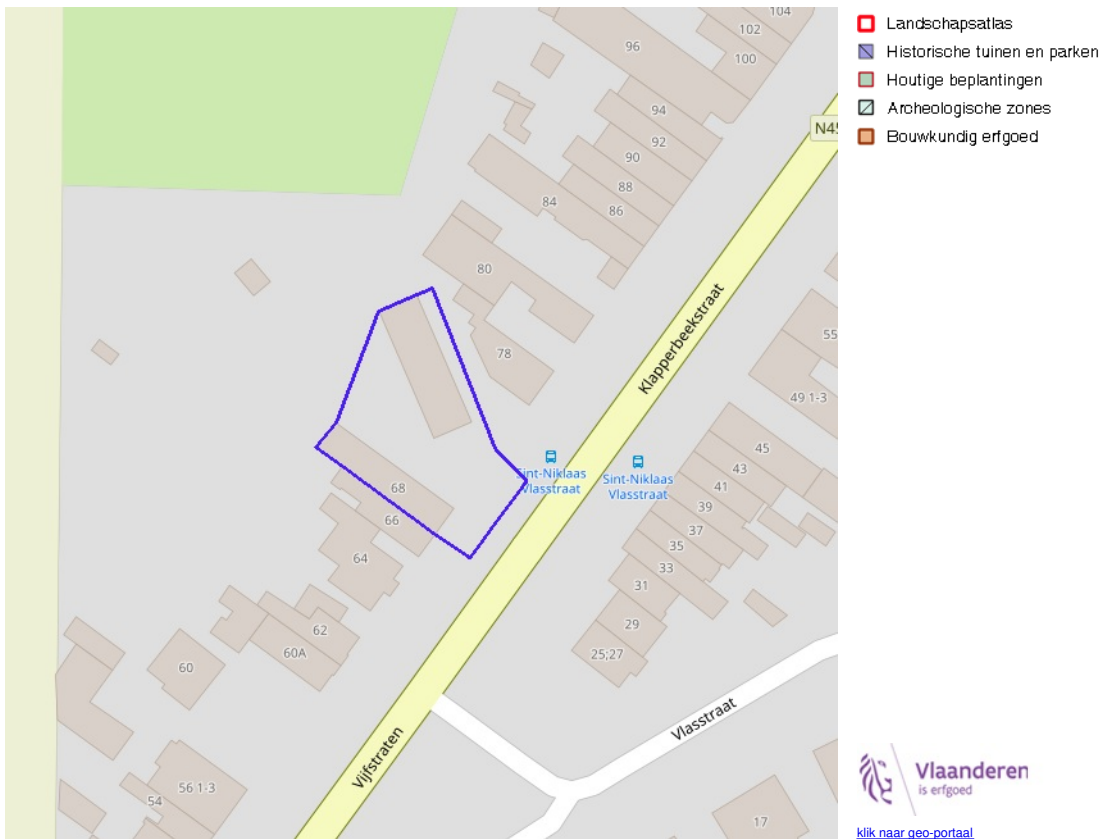 Landschapsatlas
Historische tuinen en parken
Houtige beplantingen
Archeologische zones
Bouwkundig erfgoed
104
102
100
96
94
92
90
88
86
84
80
78
N45
Klapperbeekstraat
55
49 1-3
Sint-Niklaas
Vlasstraat
Sint-Niklaas
Vlasstraat
45
43
41
39
37
35
33
31
29
25;27
68
66
64
62
60A
60
56 1-3
54
Vijfstraten
Vlasstraat
17
Vlaanderen
is erfgoed
klik naar geo-portaal